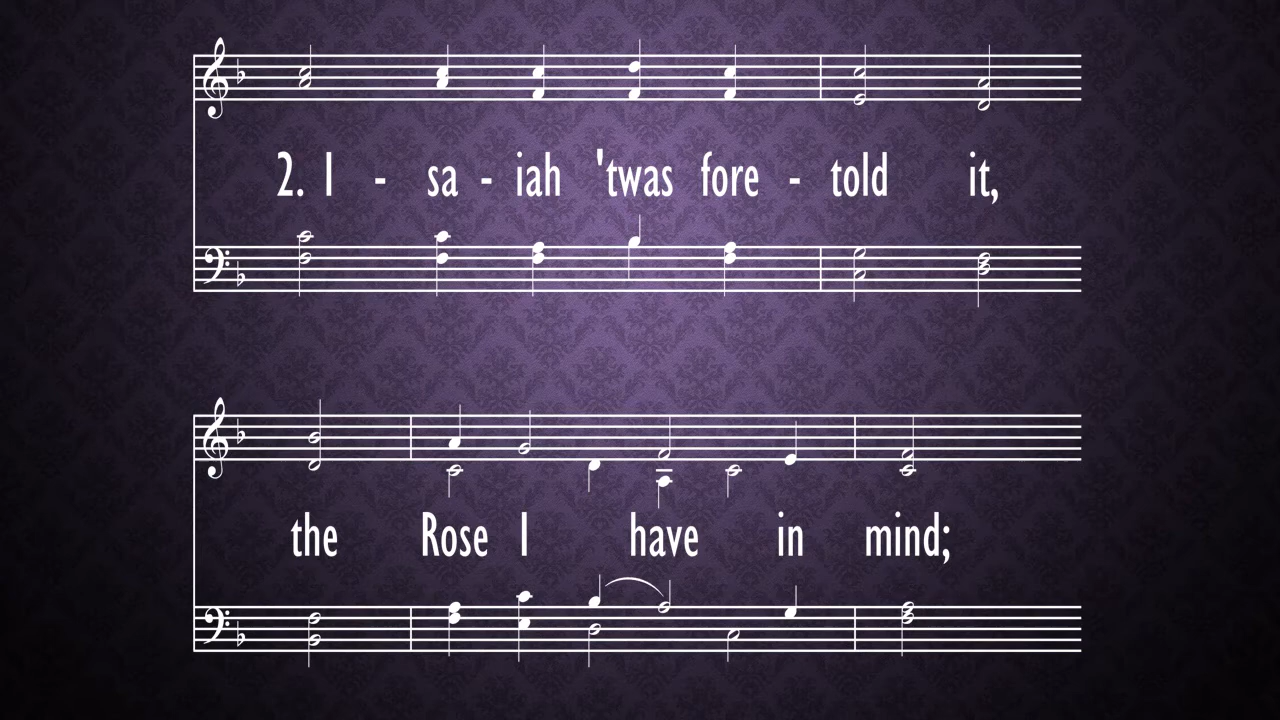 2. I - sa - iah 'twas fore - told it,
the Rose I have in mind;